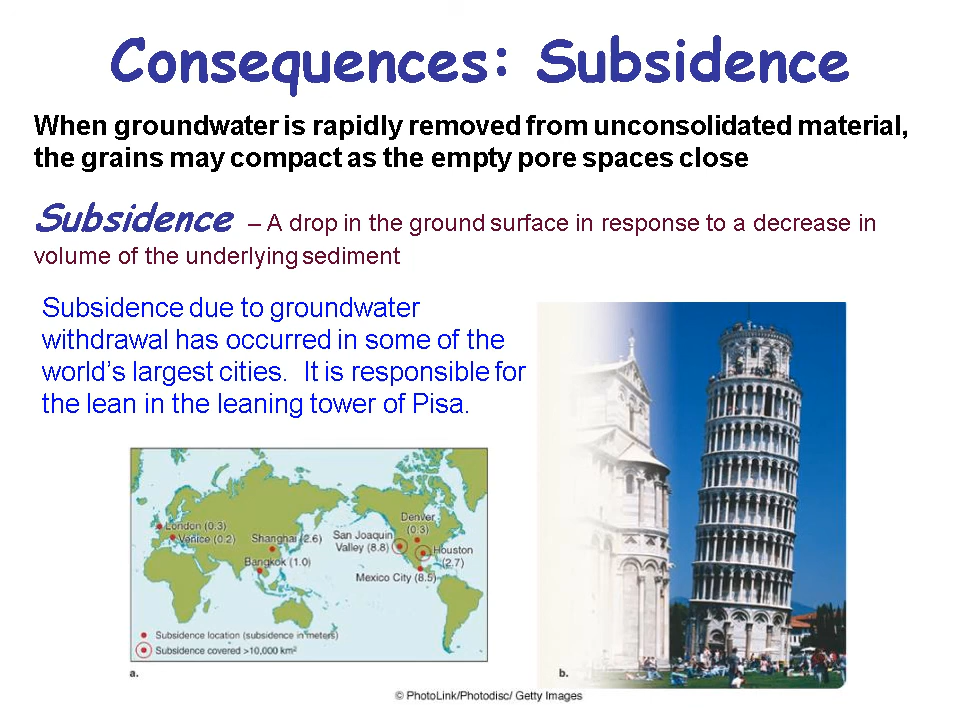 Consequences: Subsidence
When groundwater is rapidly removed from unconsolidated material,
the grains may compact as the empty pore spaces close
Subsidence – A drop in the ground surface in response to a decrease in
volume of the underlying sediment
Subsidence due to groundwater
withdrawal has occurred in some of the
world's largest cities. It is responsible for
the lean in the leaning tower of Pisa.
London (0.3)
Venice (0.2)
Shanghai (2.6)
Bangkok (1.0)
San Joaquin
Valley (8.8)
Denver
(0.3)
Houston
(2.7)
Mexico City (8.5)
Subsidence location (subsidence in meters)
Subsidence covered >10,000 km²
a.
b.
© PhotoLink/Photodisc/ Getty Images